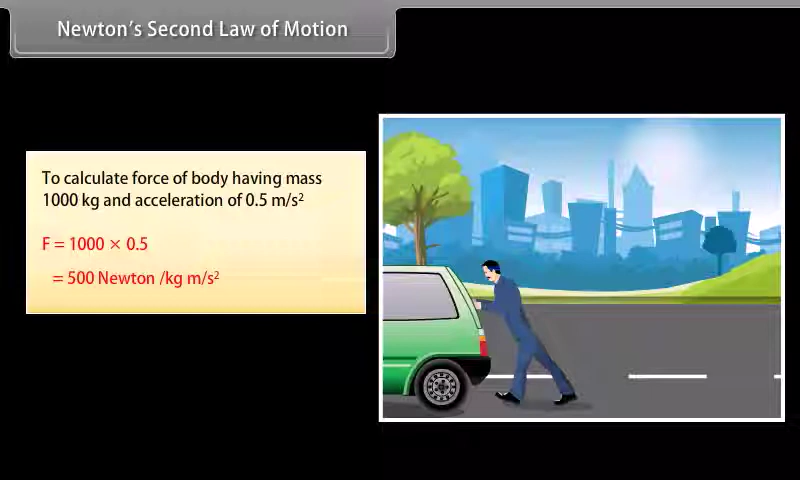 Newton's Second Law of Motion
To calculate force of body having mass
1000 kg and acceleration of 0.5 m/s²
F = 1000 × 0.5
= 500 Newton /kg m/s²